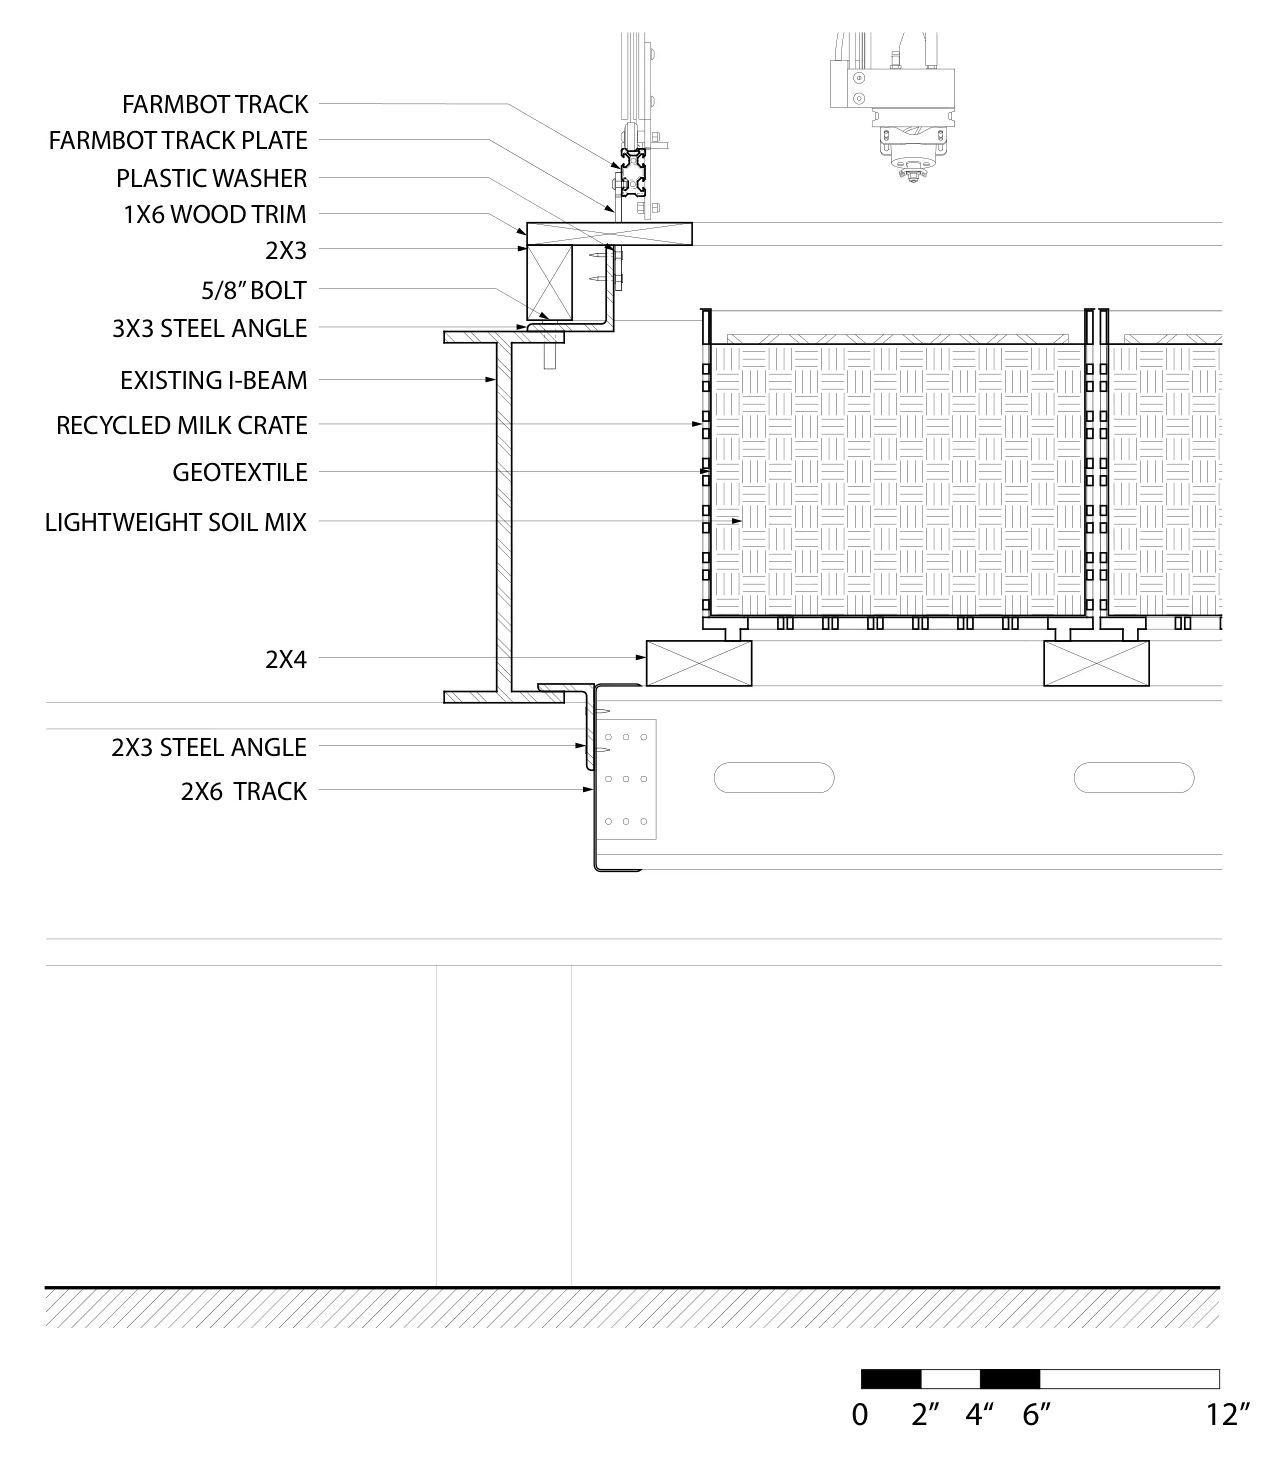 FARMBOT TRACK
FARMBOT TRACK PLATE
PLASTIC WASHER
1X6 WOOD TRIM
2X3
5/8” BOLT
3X3 STEEL ANGLE
EXISTING I-BEAM
RECYCLED MILK CRATE
GEOTEXTILE
LIGHTWEIGHT SOIL MIX
2X4
2X3 STEEL ANGLE
2X6 TRACK
0 2” 4“ 6” 12”